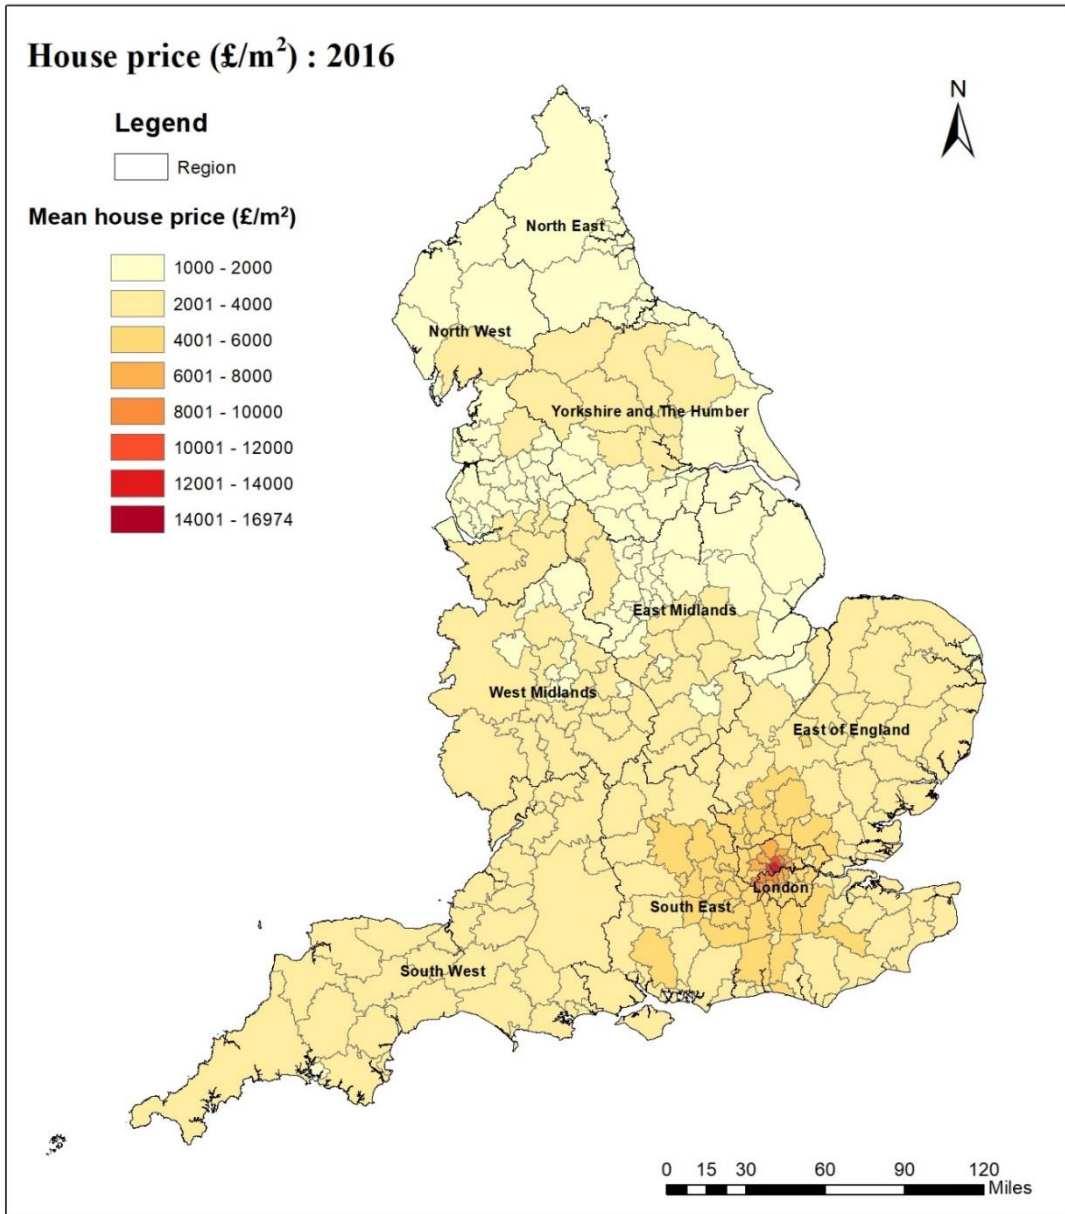 House price (£/m²) : 2016
N
Legend
Region
Mean house price (£/m²)
1000 - 2000
2001 - 4000
4001 - 6000
6001 - 8000
8001 - 10000
10001 - 12000
12001 - 14000
14001 - 16974
North East
North West
Yorkshire and The Humber
East Midlands
West Midlands
East of England
London
South East
South West
0 15 30 60 90 120
Miles